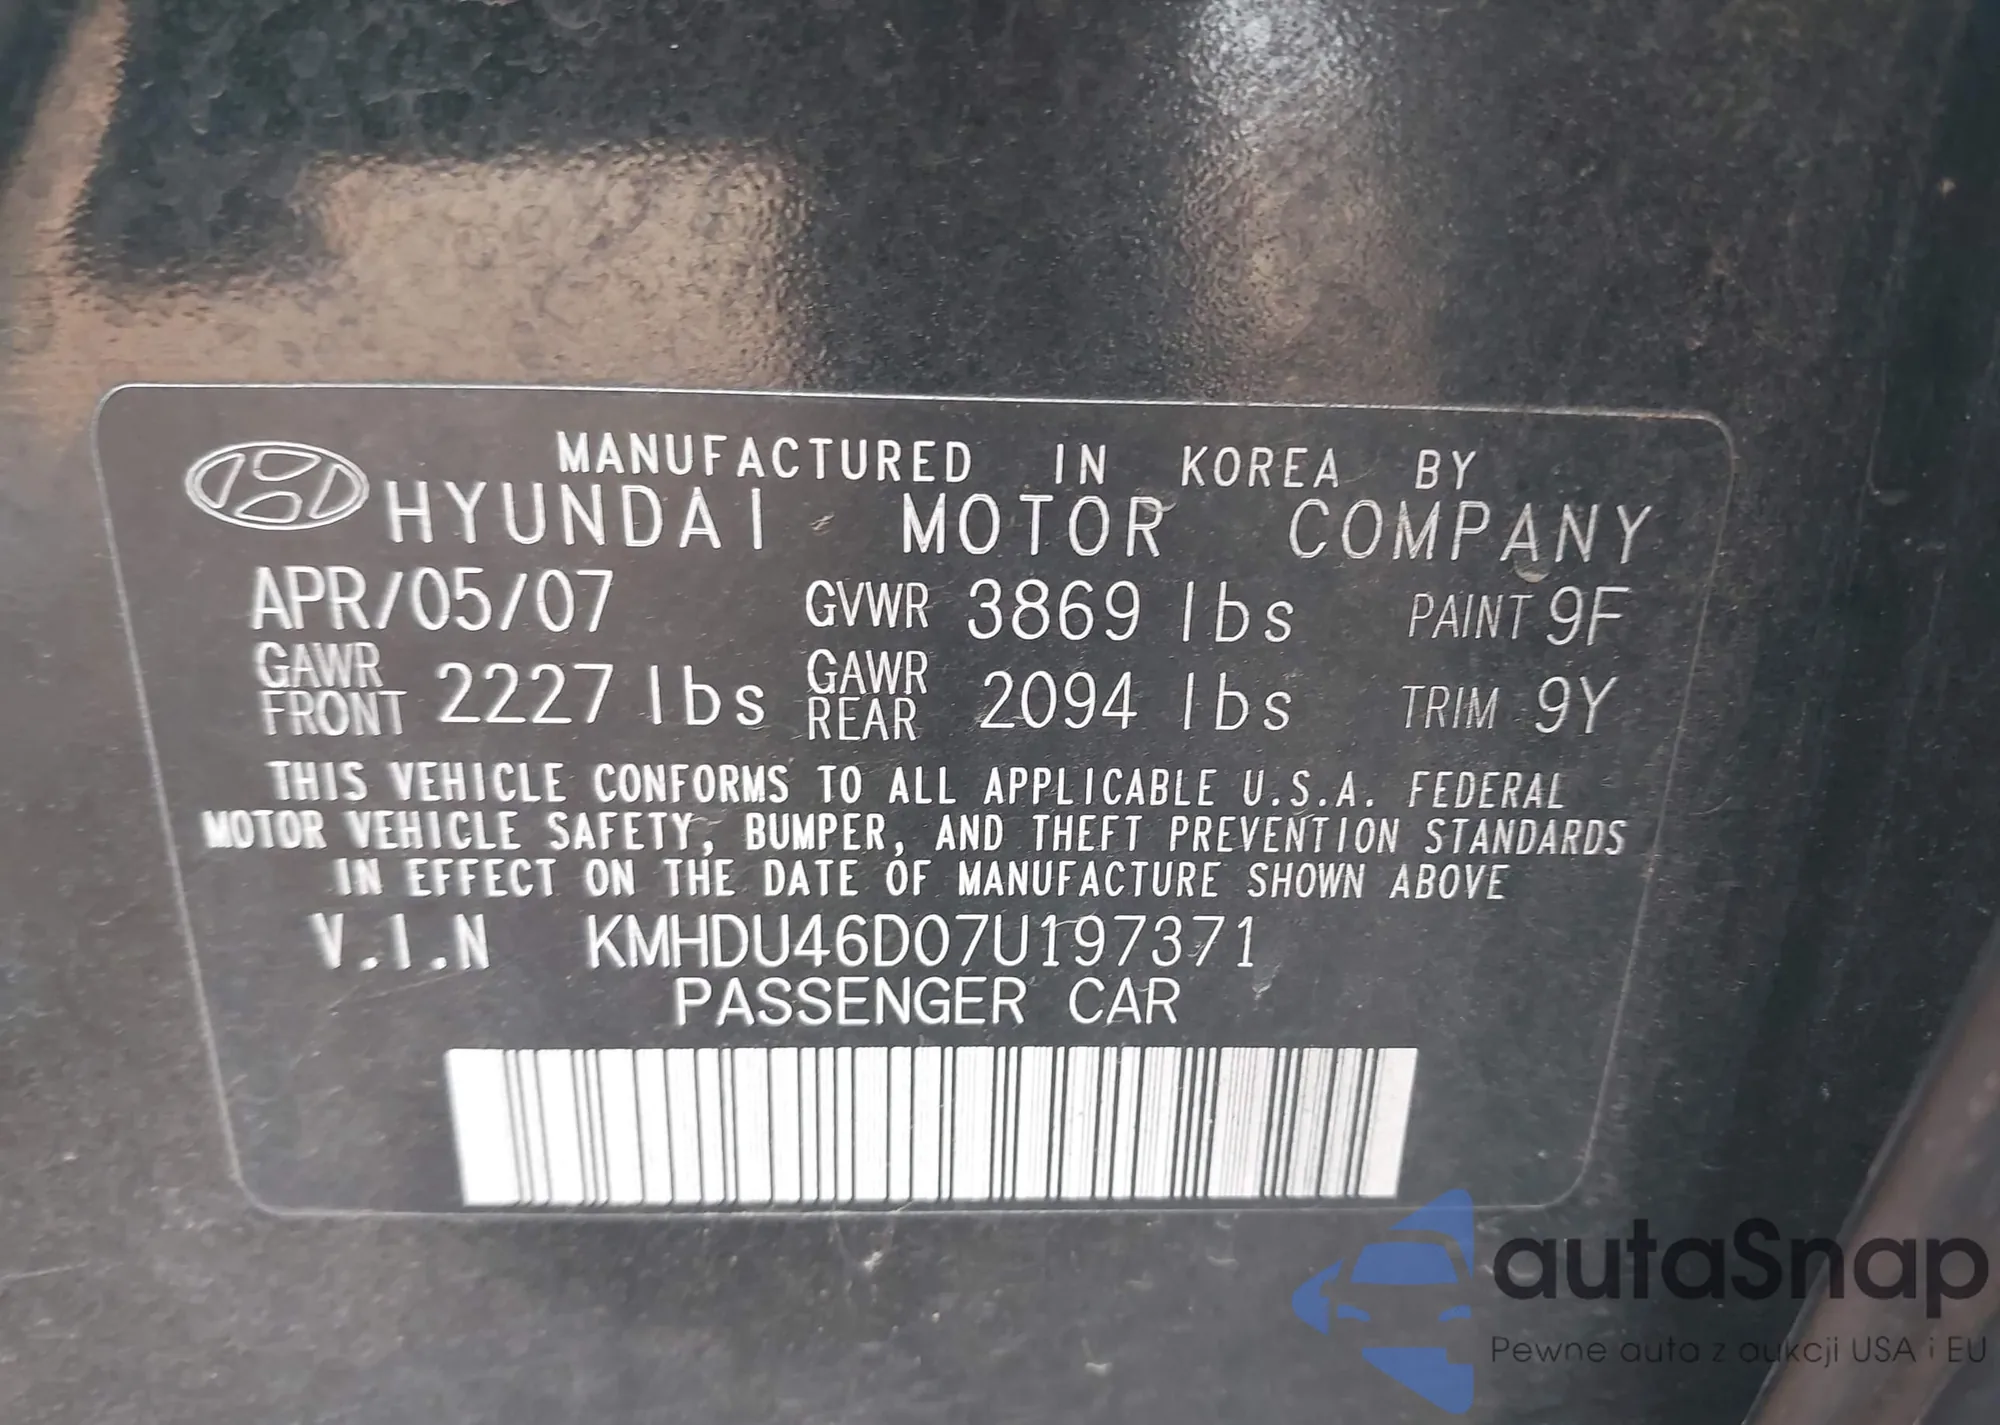 MANUFACTURED IN KOREA BY
HYUNDAI MOTOR COMPANY
APR/05/07 GVWR 3869 lbs PAINT 9F
GAWR FRONT 2227 lbs GAWR REAR 2094 lbs TRIM 9Y
THIS VEHICLE CONFORMS TO ALL APPLICABLE U.S.A. FEDERAL
MOTOR VEHICLE SAFETY, BUMPER, AND THEFT PREVENTION STANDARDS
IN EFFECT ON THE DATE OF MANUFACTURE SHOWN ABOVE
V.I.N KMHDU46D07U197371
PASSENGER CAR
autaSnap
Pewne auta z aukcji USA i EU